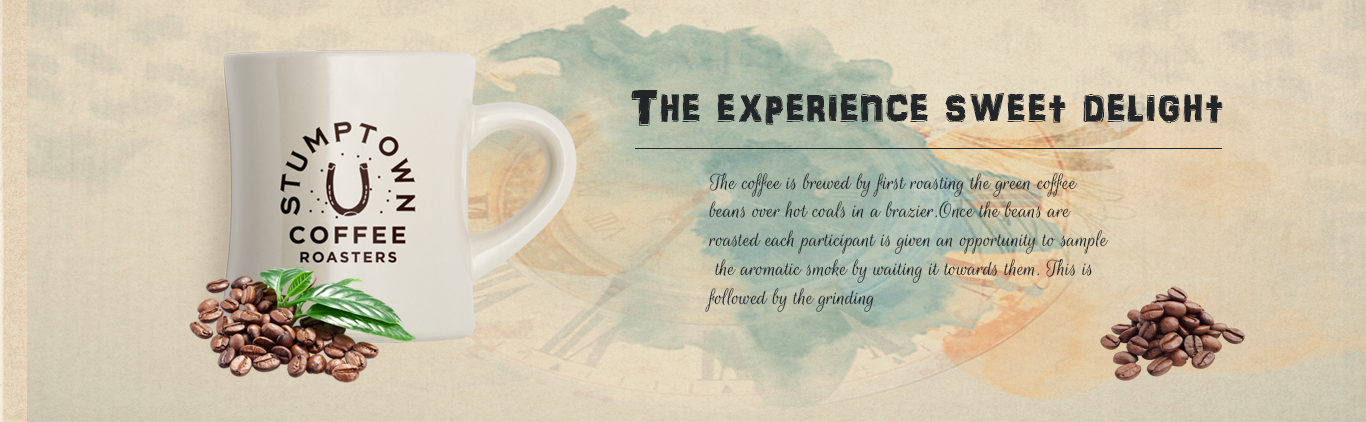 STUMPTOWN
COFFEE
ROASTERS
The experience sweet delight
The coffee is brewed by first roasting the green coffee
beans over hot coals in a brazier.Once the beans are
roasted each participant is given an opportunity to sample
the aromatic smoke by waiting it towards them. This is
followed by the grinding